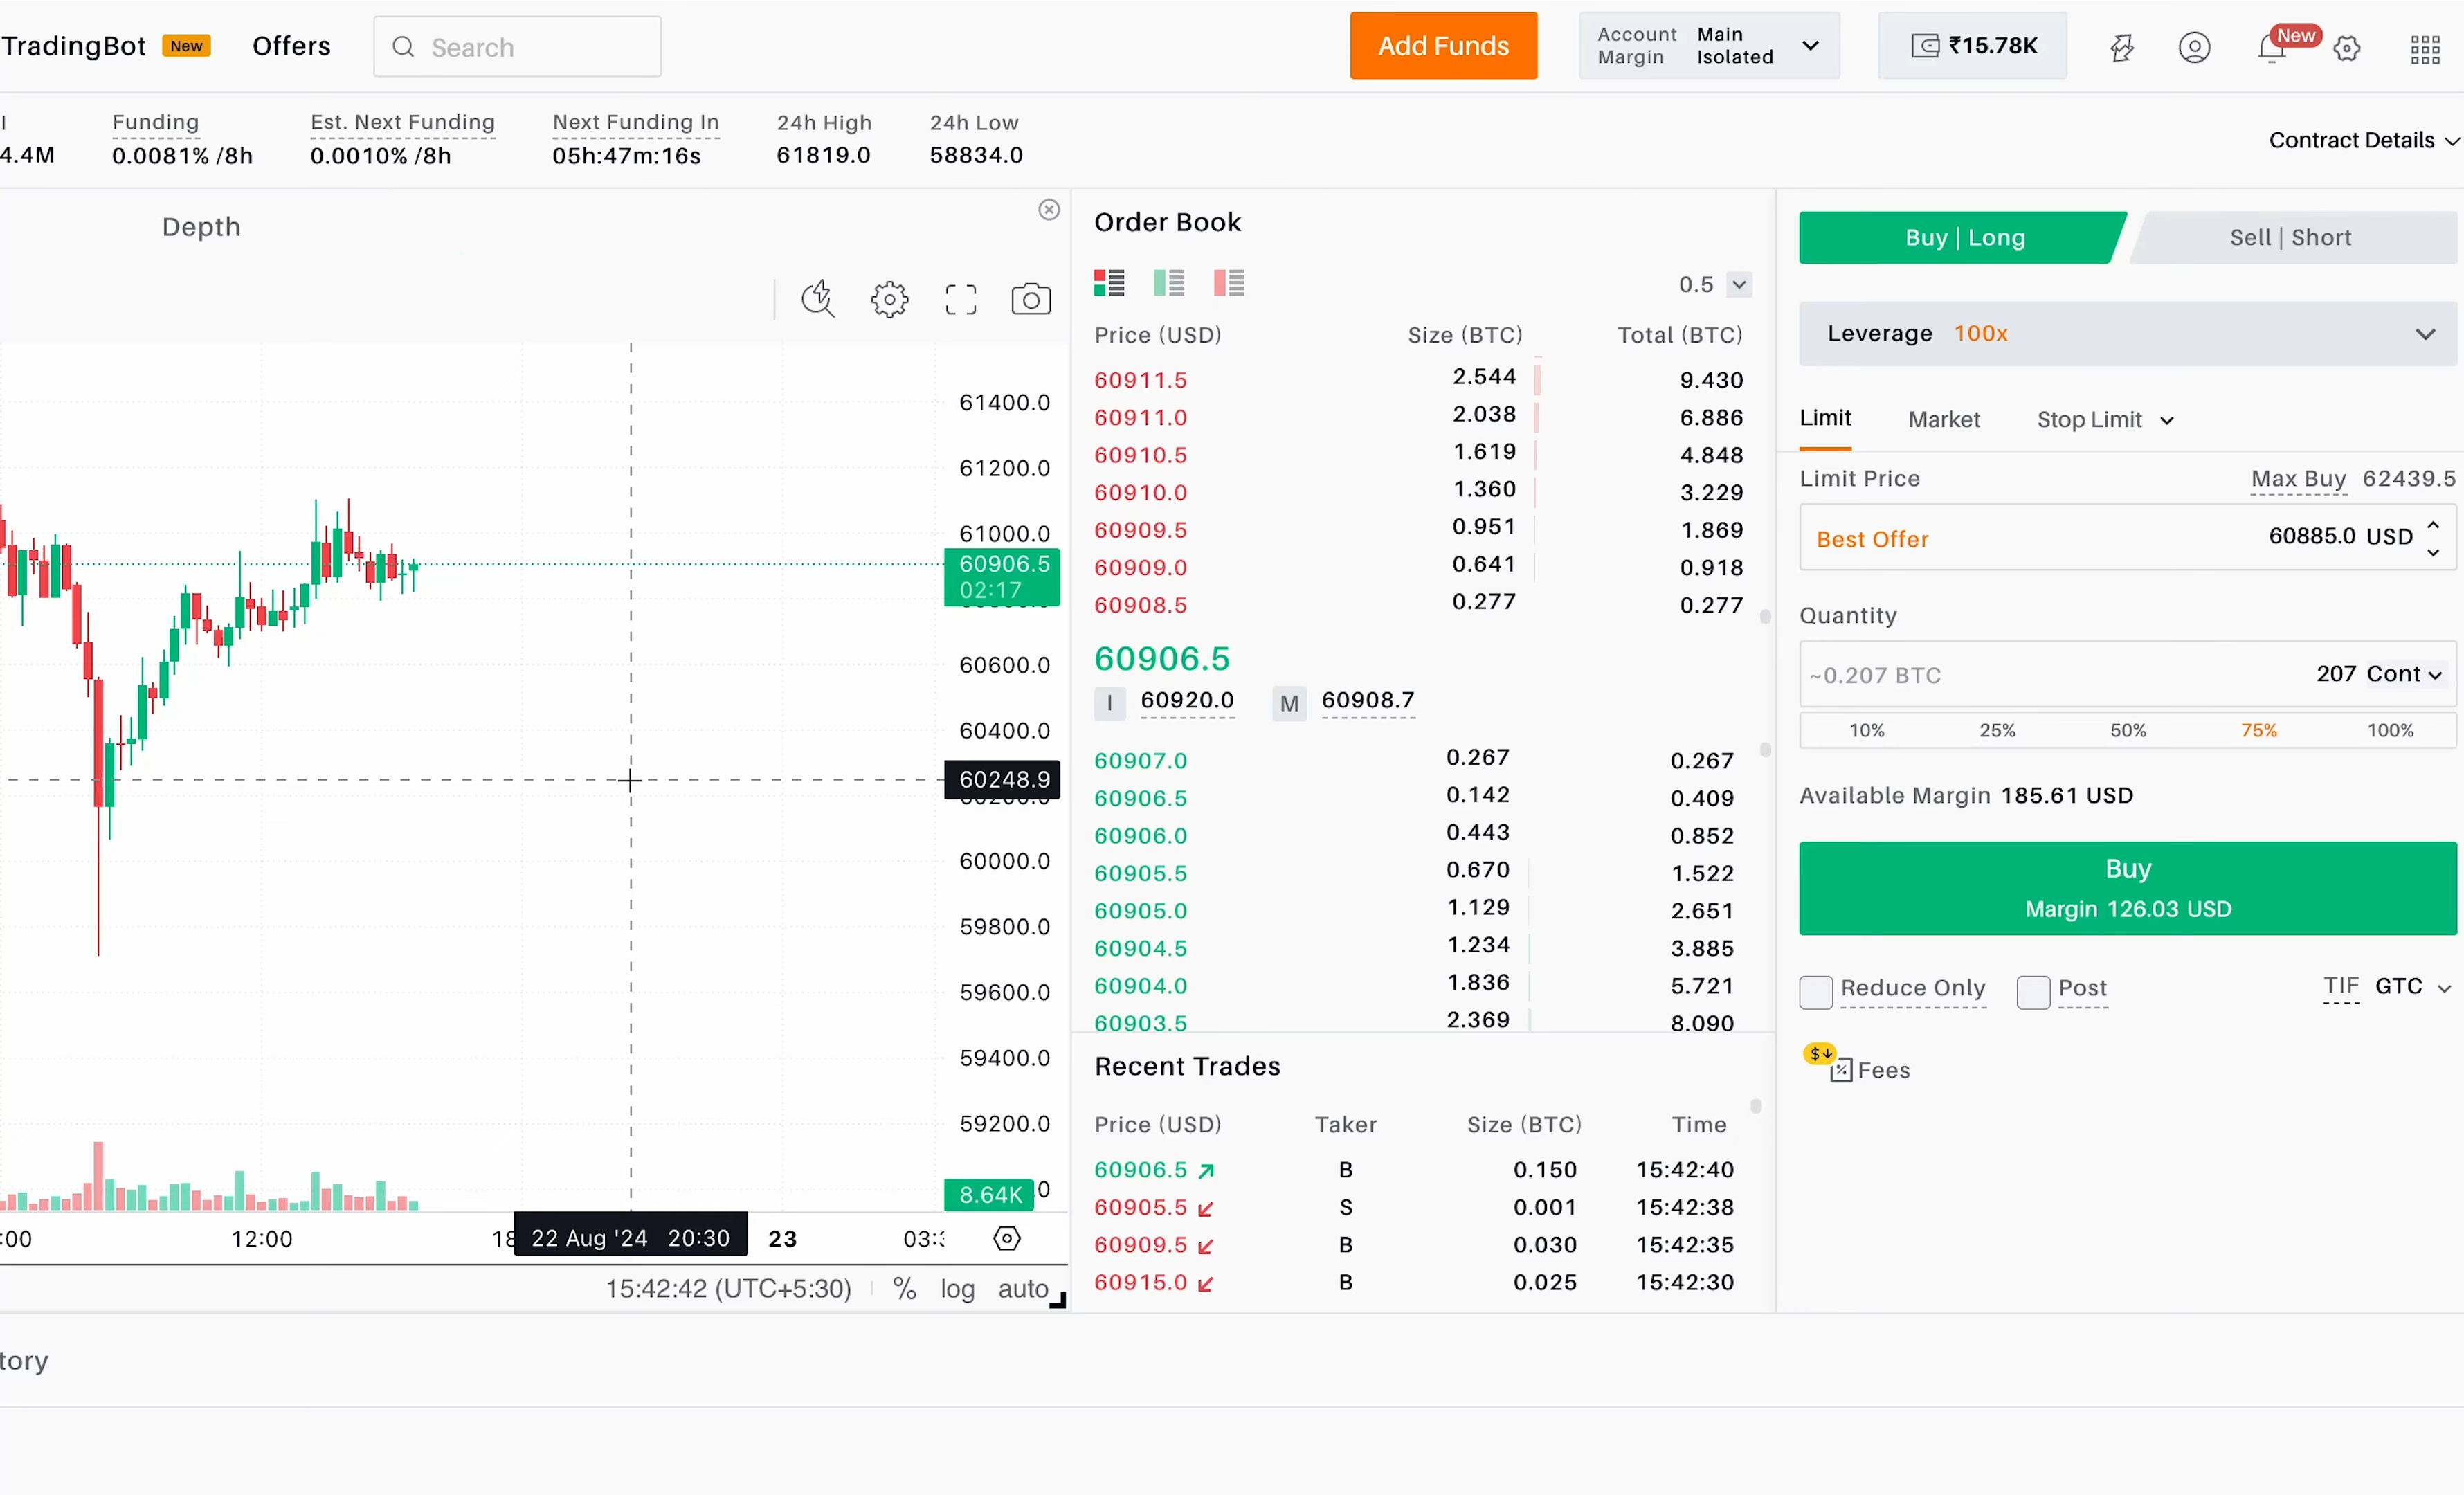 TradingBot New Offers Search Add Funds Account Main Margin Isolated ₹15.78K New
I Funding Est. Next Funding Next Funding In 24h High 24h Low
4.4M 0.0081% /8h 0.0010% /8h 05h:47m:16s 61819.0 58834.0
Contract Details
Depth
61400.0
61200.0
61000.0
60906.5
02:17
60600.0
60400.0
60248.9
60000.0
59800.0
59600.0
59400.0
59200.0
8.64K 0
:00 12:00 18 22 Aug '24 20:30 23 03:
15:42:42 (UTC+5:30) % log auto
Order Book
0.5
Price (USD) Size (BTC) Total (BTC)
60911.5 2.544 9.430
60911.0 2.038 6.886
60910.5 1.619 4.848
60910.0 1.360 3.229
60909.5 0.951 1.869
60909.0 0.641 0.918
60908.5 0.277 0.277
60906.5
I 60920.0 M 60908.7
60907.0 0.267 0.267
60906.5 0.142 0.409
60906.0 0.443 0.852
60905.5 0.670 1.522
60905.0 1.129 2.651
60904.5 1.234 3.885
60904.0 1.836 5.721
60903.5 2.369 8.090
Recent Trades
Price (USD) Taker Size (BTC) Time
60906.5 B 0.150 15:42:40
60905.5 S 0.001 15:42:38
60909.5 B 0.030 15:42:35
60915.0 B 0.025 15:42:30
Buy | Long Sell | Short
Leverage 100x
Limit Market Stop Limit
Limit Price Max Buy 62439.5
Best Offer 60885.0 USD
Quantity
~0.207 BTC 207 Cont
10% 25% 50% 75% 100%
Available Margin 185.61 USD
Buy
Margin 126.03 USD
Reduce Only Post TIF GTC
$ % Fees
tory